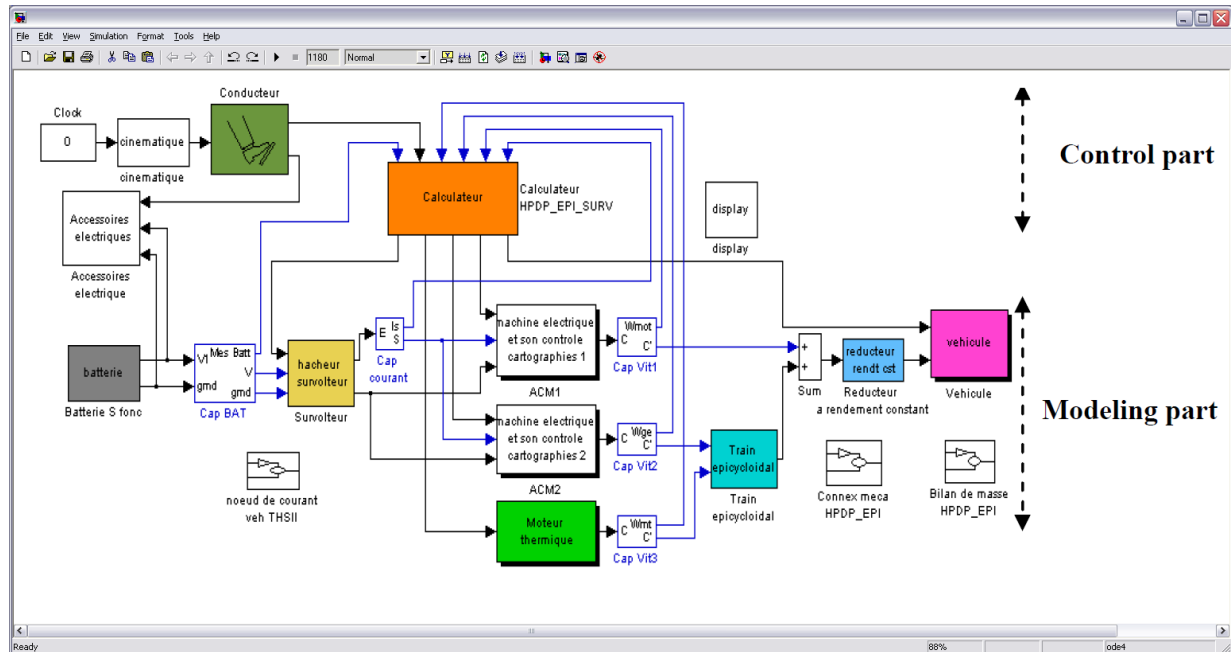 File Edit View Simulation Format Tools Help
1180 Normal
Clock
0
cinematique
cinematique
Conducteur
Calculateur
Calculateur
HPDP_EPI_SURV
Control part
display
display
Accessoires
electriques
Accessoires
electrique
batterie
Batterie S fonc
V1 Mes Batt
V
gmd gmd
Cap BAT
hacheur
survolteur
Survolteur
E Is
S
Cap
courant
machine electrique
et son controle
cartographies 1
ACM1
Wmot
C C'
Cap Vit1
machine electrique
et son controle
cartographies 2
ACM2
Wge
C C'
Cap Vit2
Moteur
thermique
Wmt
C C'
Cap Vit3
Train
epicycloidal
Train
epicycloidal
+
+
Sum
reducteur
rendt cst
Reducteur
a rendement constant
vehicule
Vehicule
Modeling part
noeud de courant
veh THSII
Connex meca
HPDP_EPI
Bilan de masse
HPDP_EPI
Ready 88% ode4